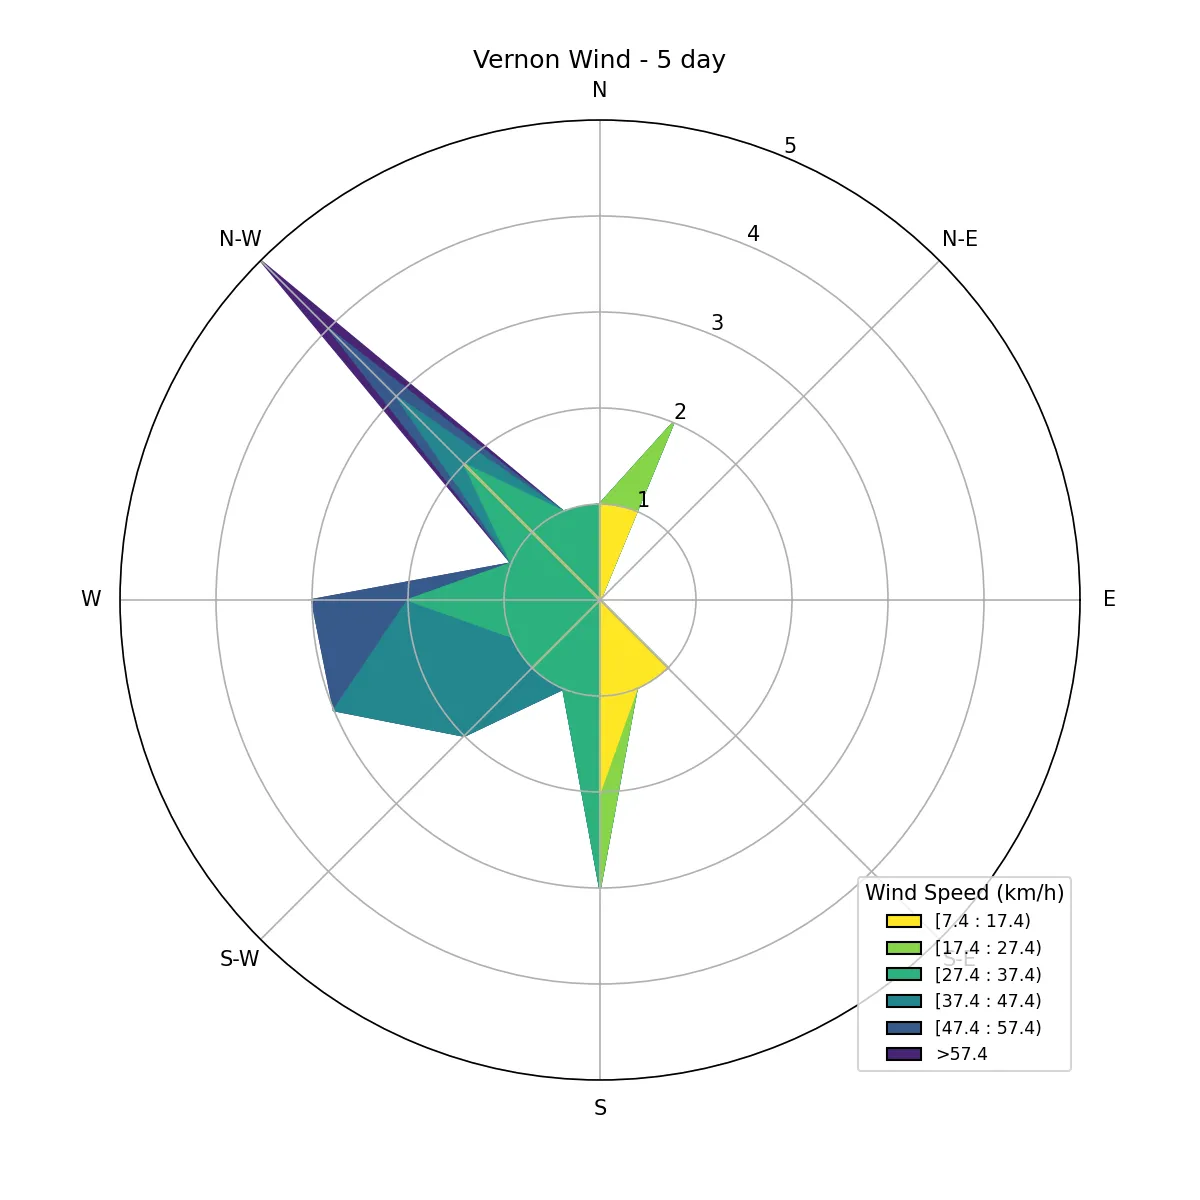 Vernon Wind - 5 day
N
5
N-W
N-E
4
3
2
1
W
E
S-W
S-E
S
Wind Speed (km/h)
[7.4 : 17.4)
[17.4 : 27.4)
[27.4 : 37.4)
[37.4 : 47.4)
[47.4 : 57.4)
>57.4